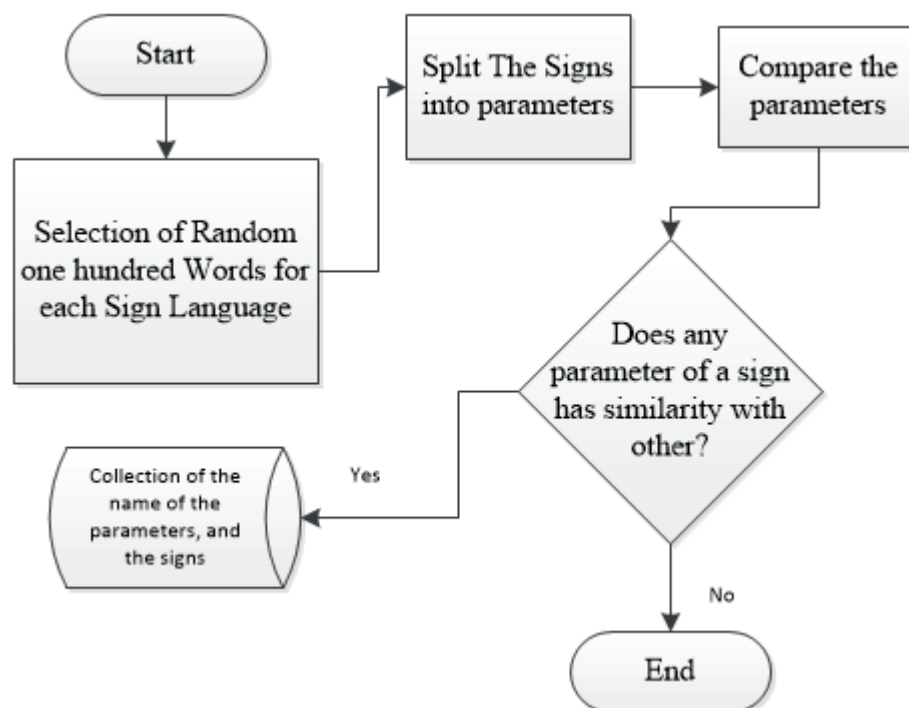 Start
Selection of Random
one hundred Words for
each Sign Language
Split The Signs
into parameters
Compare the
parameters
Does any
parameter of a sign
has similarity with
other?
Yes
Collection of the
name of the
parameters, and
the signs
No
End